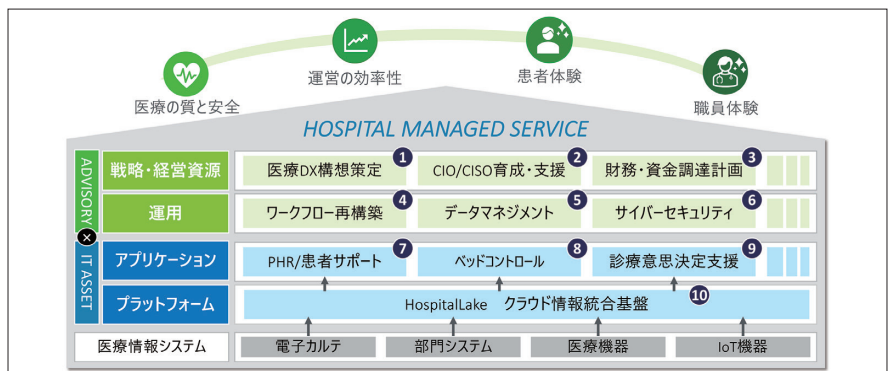 医療の質と安全
運営の効率性
患者体験
職員体験
HOSPITAL MANAGED SERVICE
ADVISORY
×
IT ASSET
戦略・経営資源
医療DX構想策定 1
CIO/CISO育成・支援 2
財務・資金調達計画 3
運用
ワークフロー再構築 4
データマネジメント 5
サイバーセキュリティ 6
アプリケーション
PHR/患者サポート 7
ベッドコントロール 8
診療意思決定支援 9
プラットフォーム
HospitalLake クラウド情報統合基盤 10
医療情報システム
電子カルテ
部門システム
医療機器
IoT機器